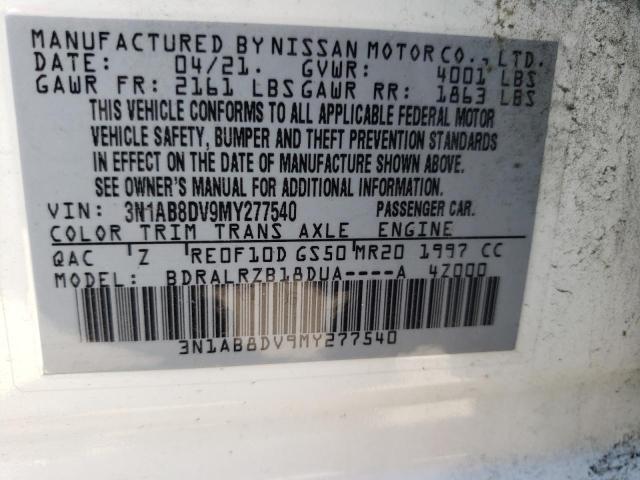 MANUFACTURED BY NISSAN MOTOR CO., LTD.
DATE: 04/21. GVWR: 4001 LBS
GAWR FR: 2161 LBS GAWR RR: 1863 LBS
THIS VEHICLE CONFORMS TO ALL APPLICABLE FEDERAL MOTOR
VEHICLE SAFETY, BUMPER AND THEFT PREVENTION STANDARDS
IN EFFECT ON THE DATE OF MANUFACTURE SHOWN ABOVE.
SEE OWNER'S MANUAL FOR ADDITIONAL INFORMATION.
VIN: 3N1AB8DV9MY277540 PASSENGER CAR.
COLOR TRIM TRANS AXLE ENGINE
QAC Z RE0F10D GS50 MR20 1997 CC
MODEL: BDRALRZB18DUA----A 4Z000
3N1AB8DV9MY277540